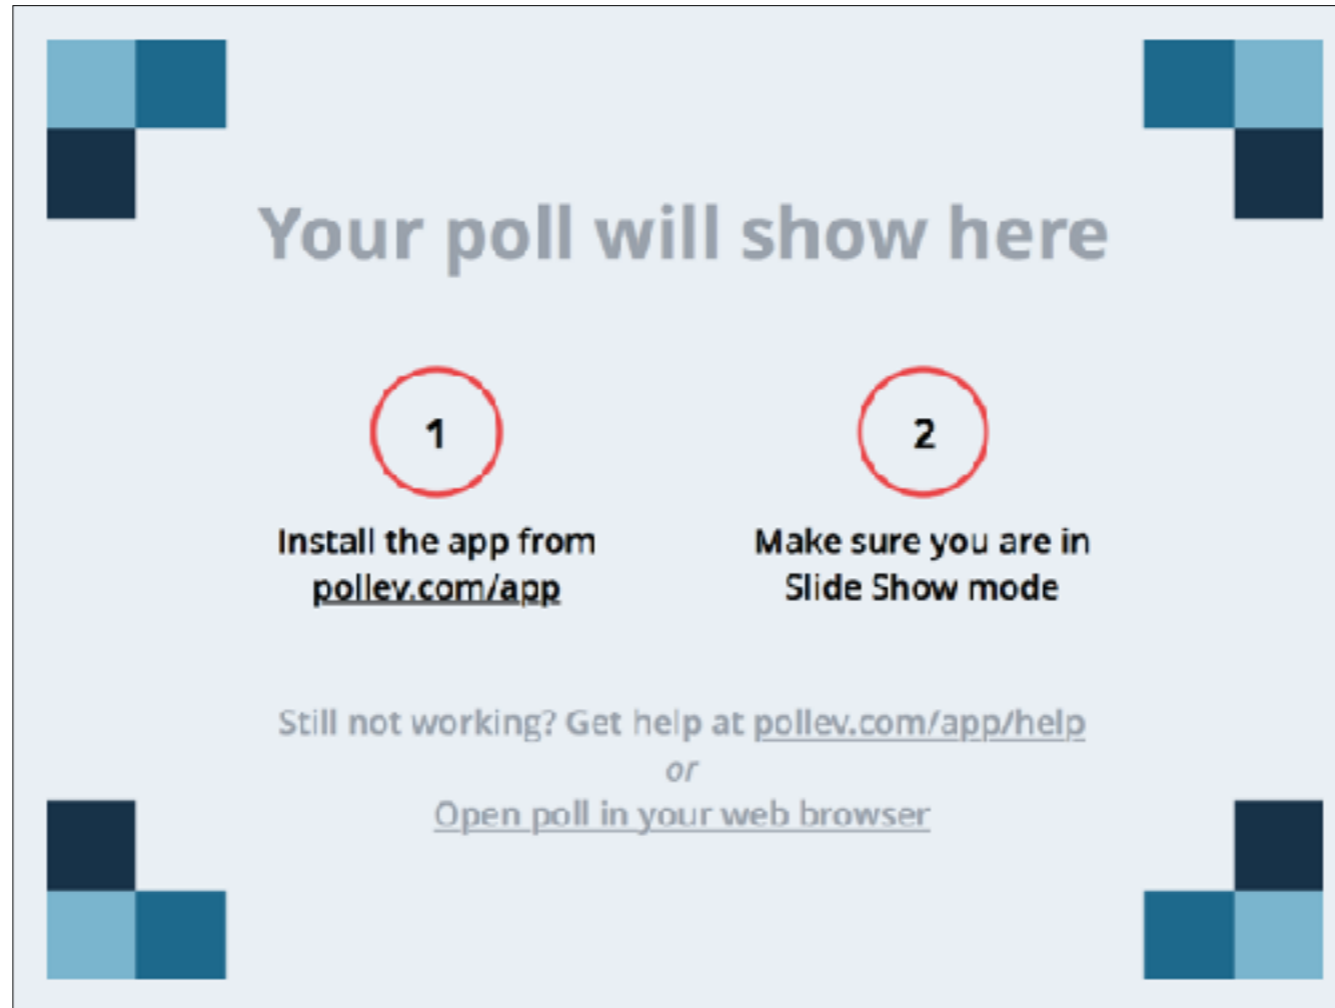 Your poll will show here
1
Install the app from
pollev.com/app
2
Make sure you are in
Slide Show mode
Still not working? Get help at pollev.com/app/help
or
Open poll in your web browser